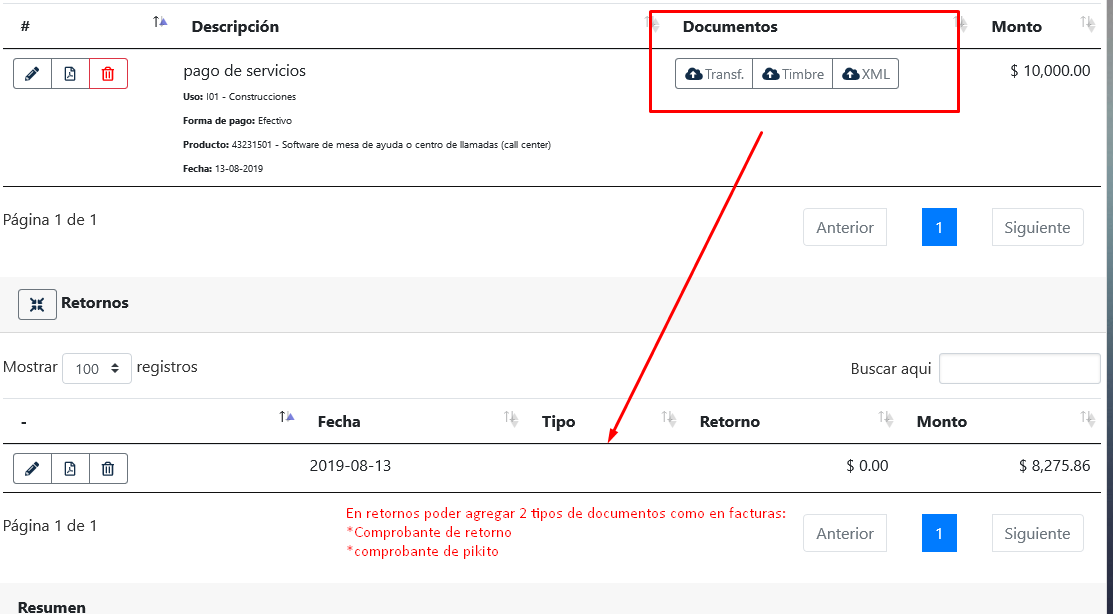 # Descripción Documentos Monto
pago de servicios Transf. Timbre XML $ 10,000.00
Uso: I01 - Construcciones
Forma de pago: Efectivo
Producto: 43231501 - Software de mesa de ayuda o centro de llamadas (call center)
Fecha: 13-08-2019
Página 1 de 1 Anterior 1 Siguiente
Retornos
Mostrar 100 registros Buscar aqui
- Fecha Tipo Retorno Monto
2019-08-13 $ 0.00 $ 8,275.86
En retornos poder agregar 2 tipos de documentos como en facturas:
*Comprobante de retorno
*comprobante de pikito
Página 1 de 1 Anterior 1 Siguiente
Resumen